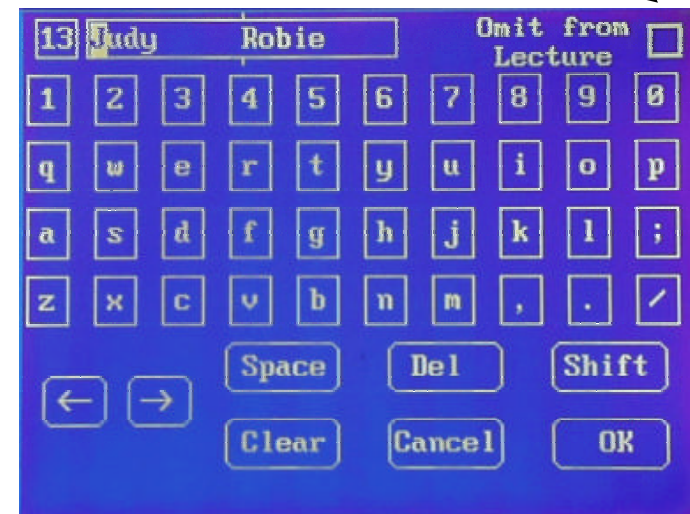 13 Judy Robie Omit from
Lecture
1 2 3 4 5 6 7 8 9 0
q w e r t y u i o p
a s d f g h j k l ;
z x c v b n m , . /
← → Space Del Shift
Clear Cancel OK